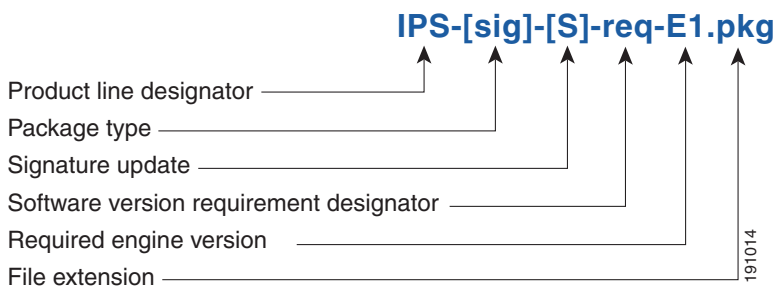 IPS-[sig]-[S]-req-E1.pkg
Product line designator
Package type
Signature update
Software version requirement designator
Required engine version
File extension
191014